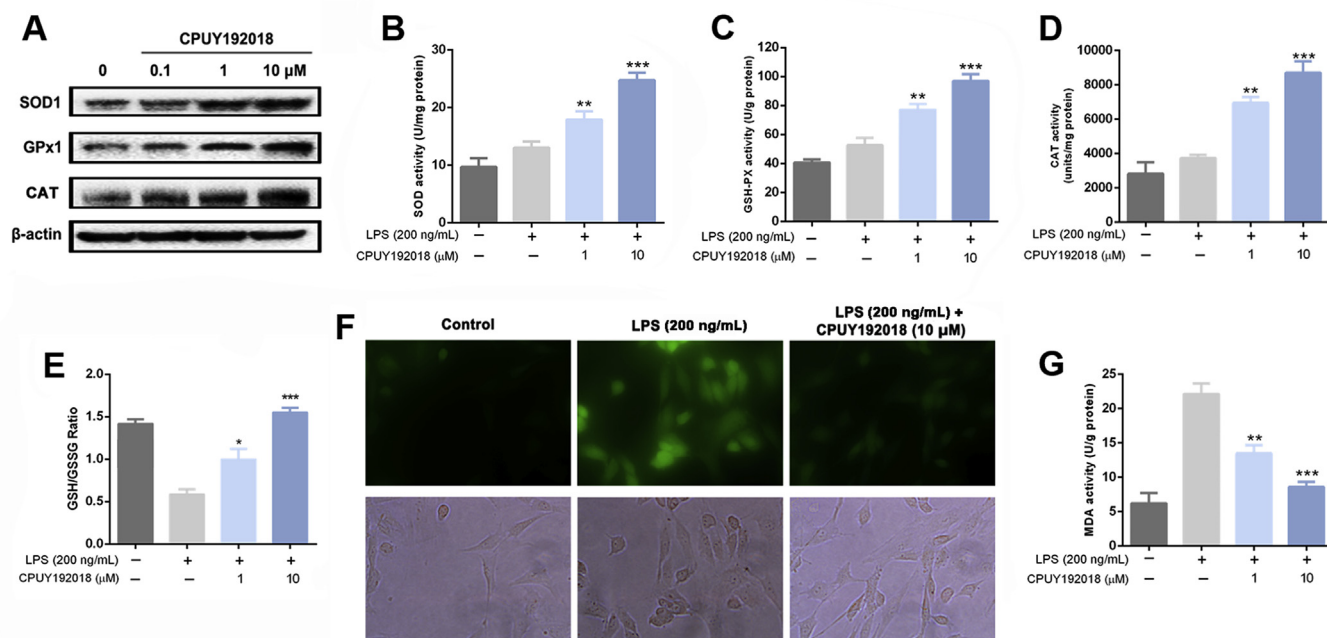 A
CPUY192018
0 0.1 1 10 μM
SOD1
GPx1
CAT
β-actin
B
SOD activity (U/mg protein)
30
20
10
0
**
***
LPS (200 ng/mL) − + + +
CPUY192018 (μM) − − 1 10
C
GSH-PX activity (U/g protein)
120
100
80
60
40
20
0
**
***
LPS (200 ng/mL) − + + +
CPUY192018 (μM) − − 1 10
D
CAT activity
(units/mg protein)
10000
8000
6000
4000
2000
0
**
***
LPS (200 ng/mL) − + + +
CPUY192018 (μM) − − 1 10
E
GSH/GSSG Ratio
2.0
1.5
1.0
0.5
0.0
*
***
LPS (200 ng/mL) − + + +
CPUY192018 (μM) − − 1 10
F
Control
LPS (200 ng/mL)
LPS (200 ng/mL) +
CPUY192018 (10 μM)
G
MDA activity (U/g protein)
25
20
15
10
5
0
**
***
LPS (200 ng/mL) − + + +
CPUY192018 (μM) − − 1 10